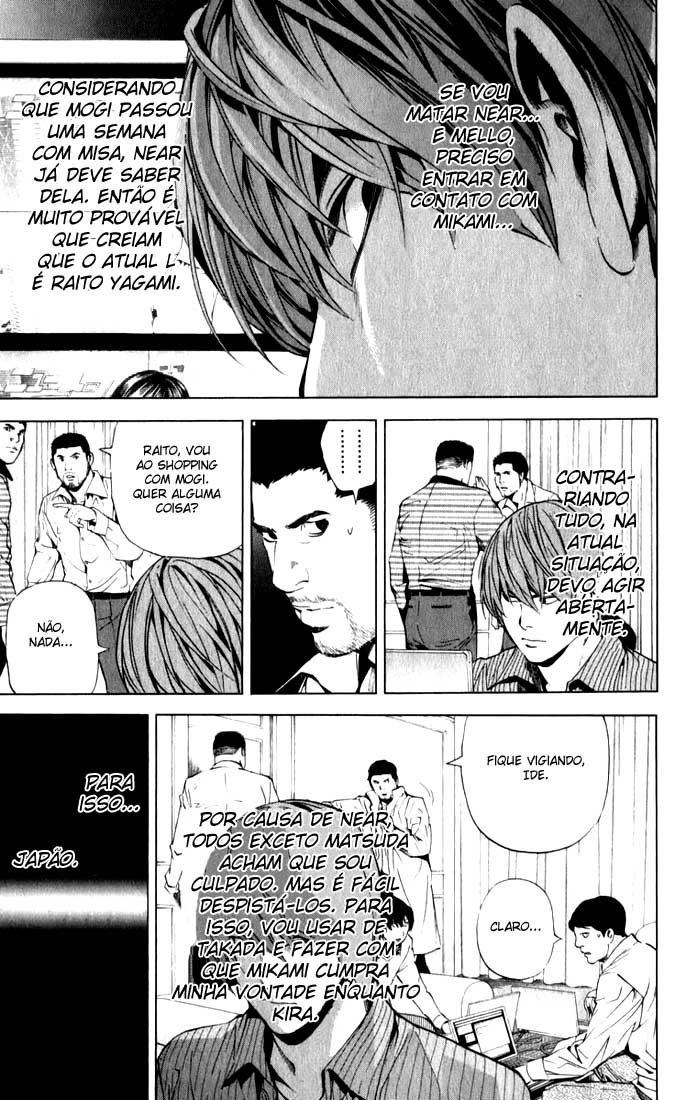 SE VOU
MATAR NEAR...
E MELLO,
PRECISO
ENTRAR EM
CONTATO COM
MIKAMI...
CONSIDERANDO
QUE MOGI PASSOU
UMA SEMANA
COM MISA, NEAR
JÁ DEVE SABER
DELA. ENTÃO É
MUITO PROVÁVEL
QUE CREIAM
QUE O ATUAL L
É RAITO YAGAMI.
CONTRA-
RIANDO
TUDO, NA
ATUAL
SITUAÇÃO,
DEVO AGIR
ABERTA-
MENTE.
........
RAITO, VOU
AO SHOPPING
COM MOGI.
QUER ALGUMA
COISA?
NÃO,
NADA...
FIQUE VIGIANDO,
IDE.
CLARO...
POR CAUSA DE NEAR,
TODOS EXCETO MATSUDA
ACHAM QUE SOU
CULPADO. MAS É FÁCIL
DESPISTÁ-LOS. PARA
ISSO, VOU USAR DE
TAKADA E FAZER COM
QUE MIKAMI CUMPRA
MINHA VONTADE ENQUANTO
KIRA.
PARA
ISSO...
JAPÃO.